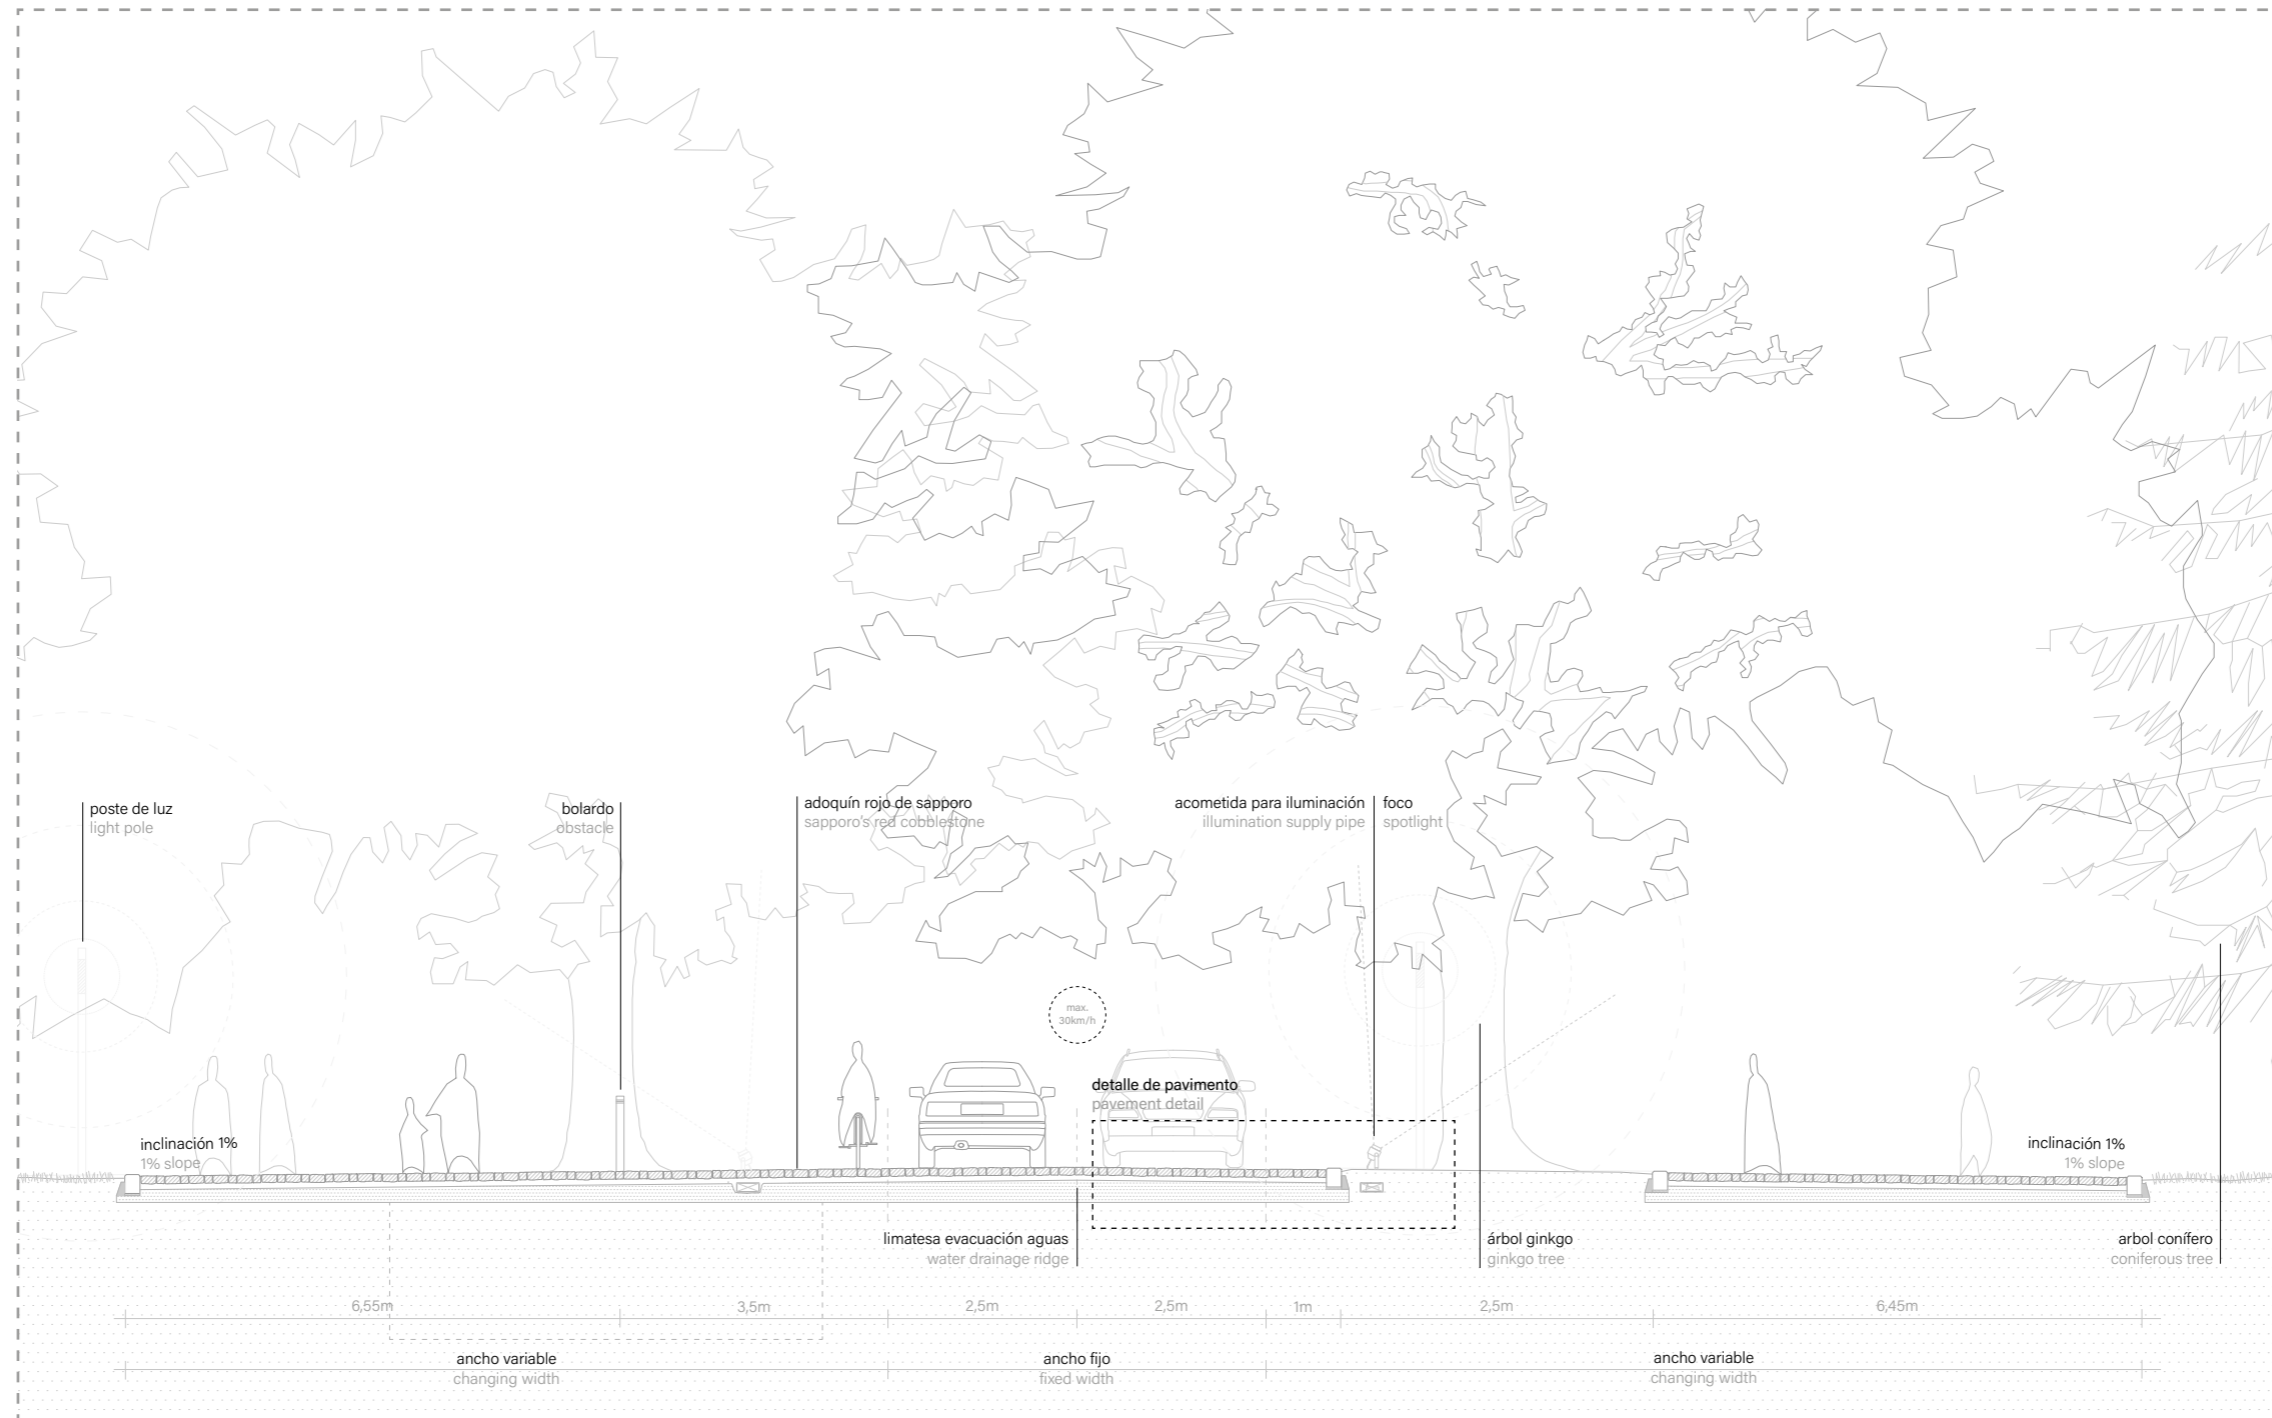 poste de luz
light pole
bolardo
obstacle
adoquín rojo de sapporo
sapporo's red cobblestone
acometida para iluminación
illumination supply pipe
foco
spotlight
max.
30km/h
detalle de pavimento
pavement detail
inclinación 1%
1% slope
inclinación 1%
1% slope
limatesa evacuación aguas
water drainage ridge
árbol ginkgo
ginkgo tree
arbol conífero
coniferous tree
6,55m
3,5m
2,5m
2,5m
1m
2,5m
6,45m
ancho variable
changing width
ancho fijo
fixed width
ancho variable
changing width